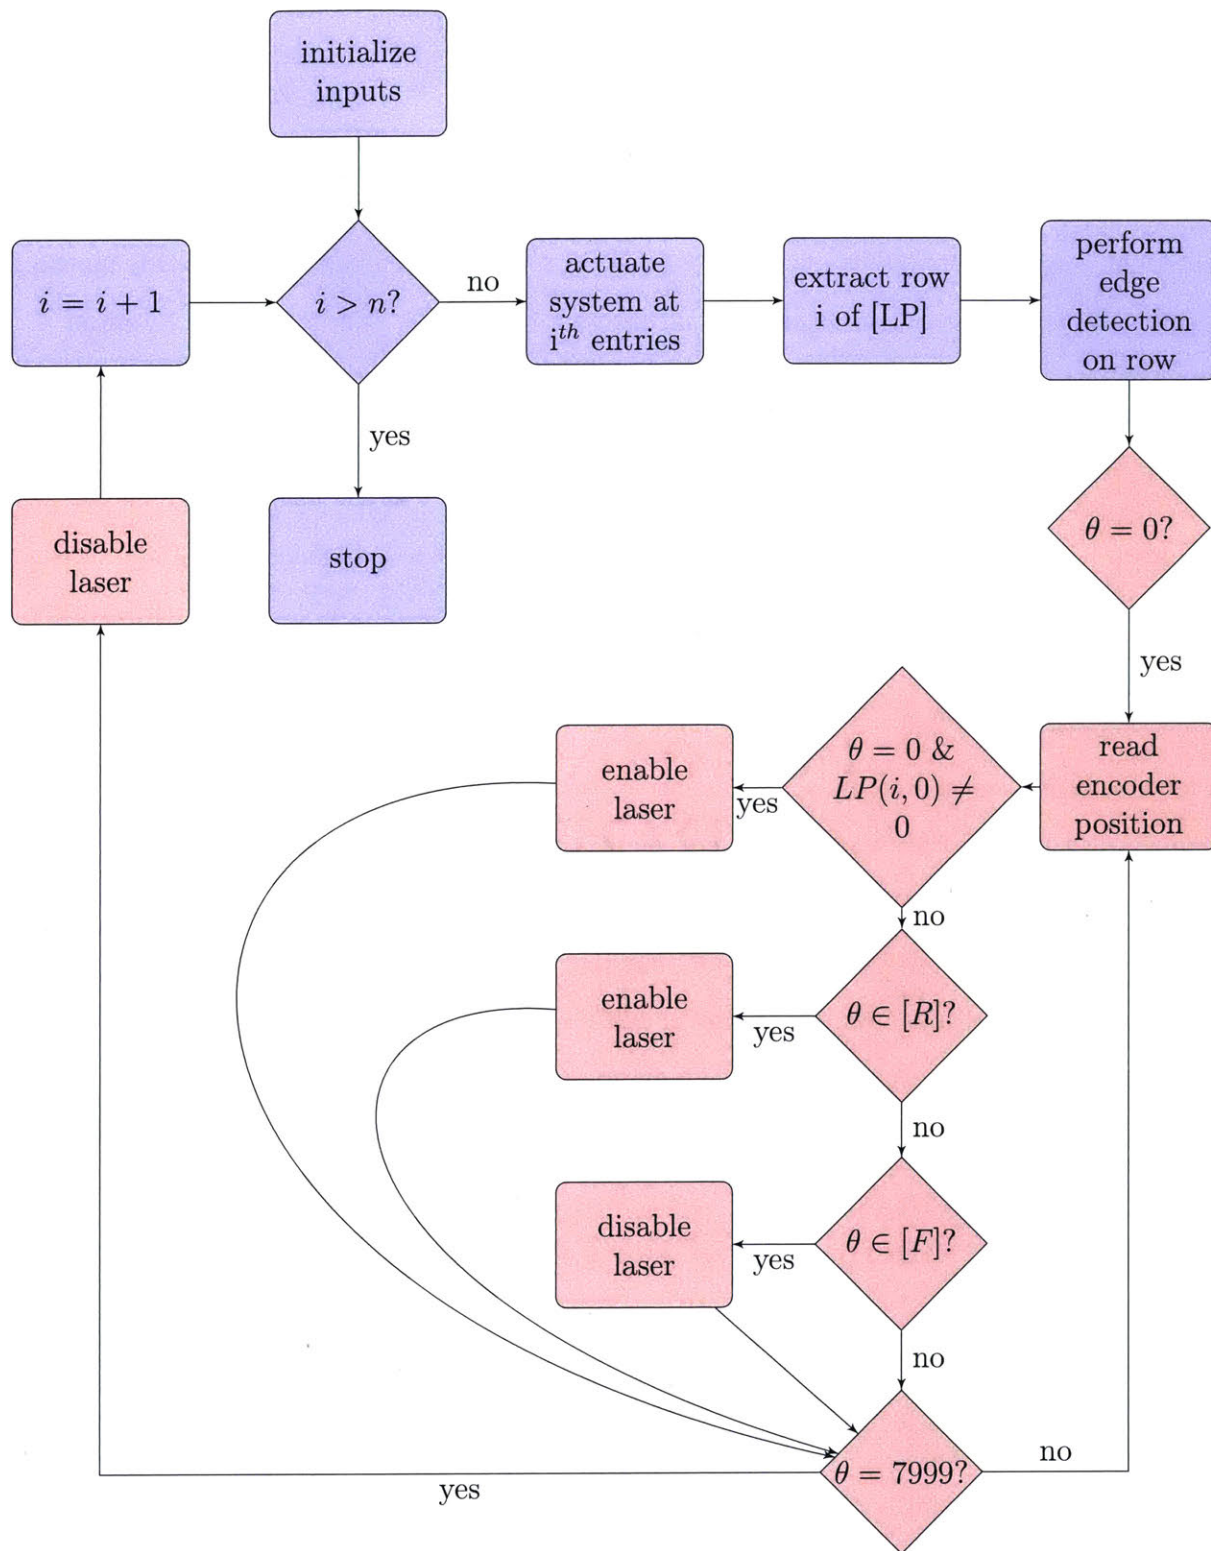 initialize
inputs
i = i + 1
i > n?
no
actuate
system at
i^{th} entries
extract row
i of [LP]
perform
edge
detection
on row
yes
disable
laser
stop
θ = 0?
yes
enable
laser
yes
θ = 0 &
LP(i, 0) ≠
0
read
encoder
position
no
enable
laser
yes
θ ∈ [R]?
no
disable
laser
yes
θ ∈ [F]?
no
θ = 7999?
no
yes